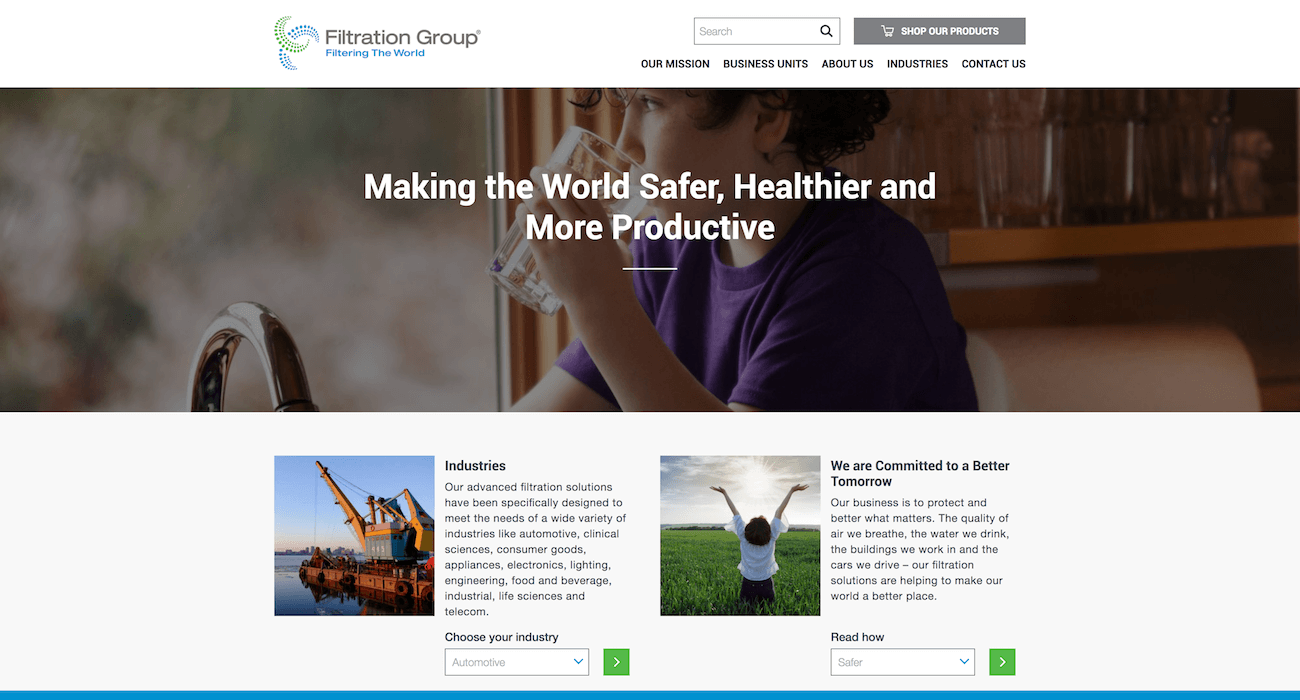 Filtration Group®
Filtering The World
Search
SHOP OUR PRODUCTS
OUR MISSION BUSINESS UNITS ABOUT US INDUSTRIES CONTACT US
Making the World Safer, Healthier and
More Productive
Industries
Our advanced filtration solutions
have been specifically designed to
meet the needs of a wide variety of
industries like automotive, clinical
sciences, consumer goods,
appliances, electronics, lighting,
engineering, food and beverage,
industrial, life sciences and
telecom.
Choose your industry
Automotive
We are Committed to a Better
Tomorrow
Our business is to protect and
better what matters. The quality of
air we breathe, the water we drink,
the buildings we work in and the
cars we drive – our filtration
solutions are helping to make our
world a better place.
Read how
Safer